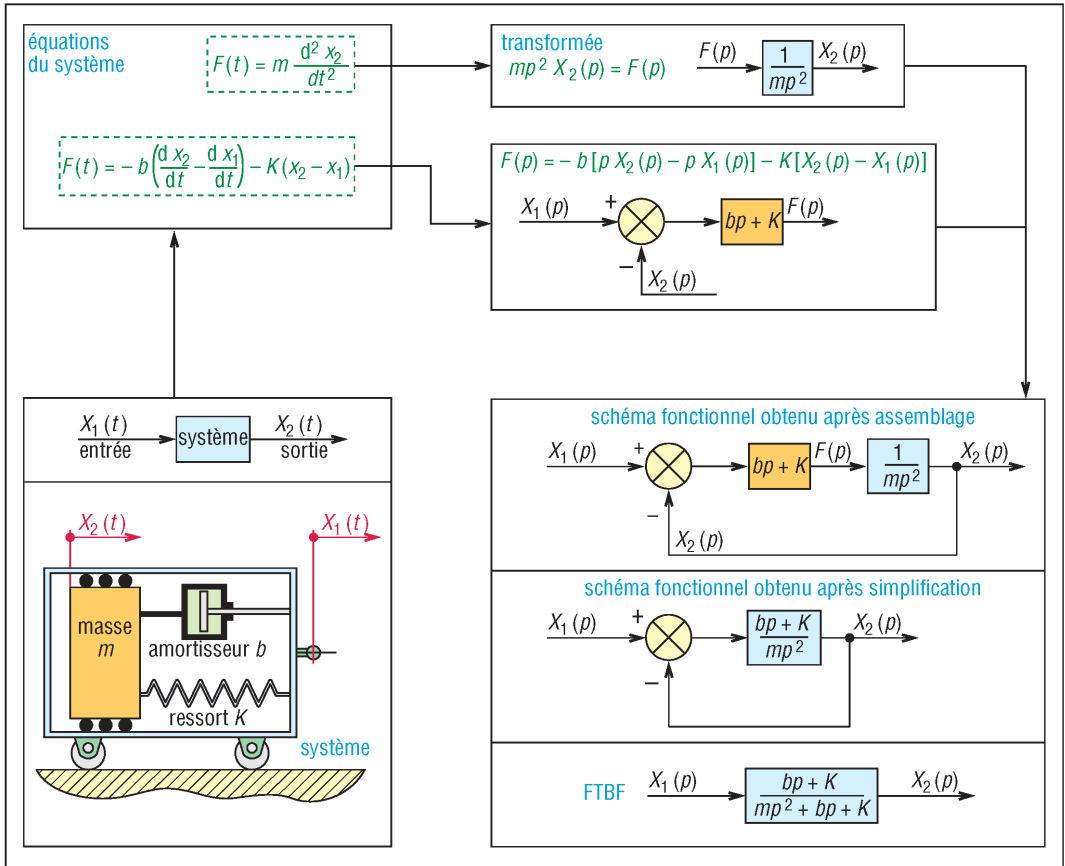 équations
du système
F(t) = m d² x₂ / dt²
F(t) = – b (d x₂ / dt – d x₁ / dt) – K (x₂ – x₁)
transformée
mp² X₂(p) = F(p)
F(p) 1 / mp² X₂(p)
F(p) = – b [p X₂(p) – p X₁(p)] – K [X₂(p) – X₁(p)]
X₁(p) + bp + K F(p)
– X₂(p)
X₁(t) système X₂(t)
entrée sortie
X₂(t) X₁(t)
masse
m
amortisseur b
ressort K
système
schéma fonctionnel obtenu après assemblage
X₁(p) + bp + K F(p) 1 / mp² X₂(p)
– X₂(p)
schéma fonctionnel obtenu après simplification
X₁(p) + bp + K / mp² X₂(p)
–
FTBF X₁(p) bp + K / mp² + bp + K X₂(p)